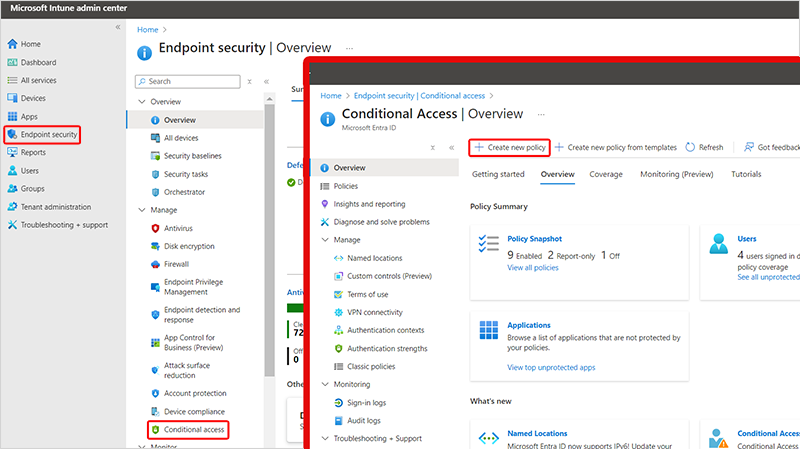 Microsoft Intune admin center
Home
Dashboard
All services
Devices
Apps
Endpoint security
Reports
Users
Groups
Tenant administration
Troubleshooting + support
Home >
Endpoint security | Overview ...
Search
Overview
Overview
All devices
Security baselines
Security tasks
Orchestrator
Manage
Antivirus
Disk encryption
Firewall
Endpoint Privilege
Management
Endpoint detection and
response
App Control for
Business (Preview)
Attack surface
reduction
Account protection
Device compliance
Conditional access
Monitor
Su
Defe
D
Antiv
Cle
72
Off
0
Othe
D
Home > Endpoint security | Conditional access >
Conditional Access | Overview ...
Microsoft Entra ID
Overview
Policies
Insights and reporting
Diagnose and solve problems
Manage
Named locations
Custom controls (Preview)
Terms of use
VPN connectivity
Authentication contexts
Authentication strengths
Classic policies
Monitoring
Sign-in logs
Audit logs
Troubleshooting + Support
+ Create new policy + Create new policy from templates Refresh Got feedback
Getting started Overview Coverage Monitoring (Preview) Tutorials
Policy Summary
Policy Snapshot
9 Enabled 2 Report-only 1 Off
View all policies
Users
4 users signed in d
policy coverage
See all unprotected
Applications
Browse a list of applications that are not protected by
your policies.
View top unprotected apps
What's new
Named Locations
Microsoft Entra ID now supports IPv6! Update your
Conditional Access